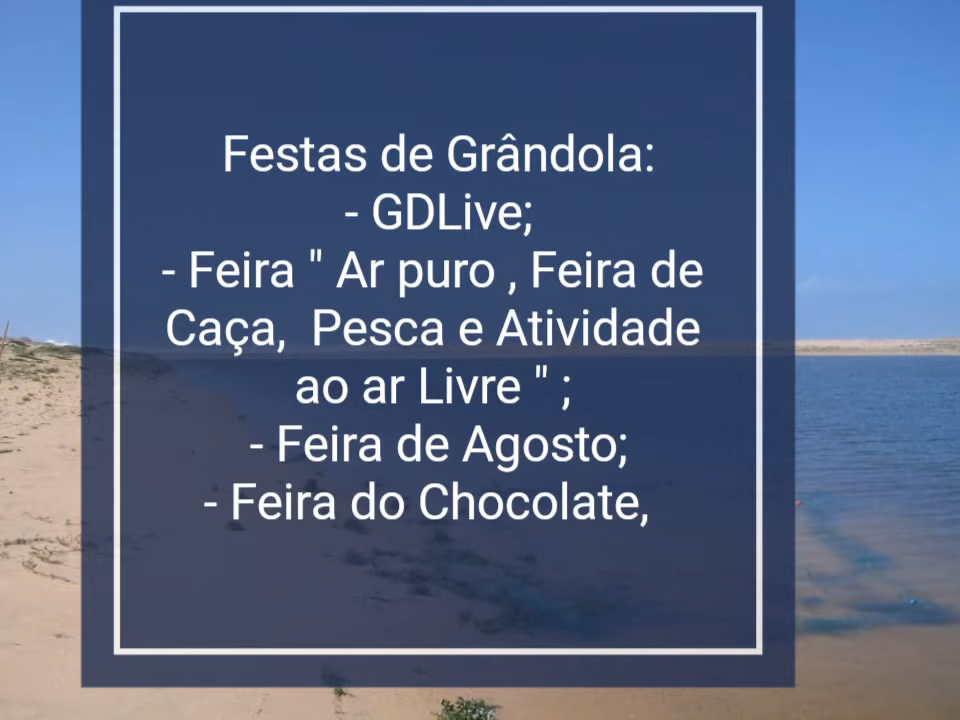 Festas de Grândola:
- GDLive;
- Feira " Ar puro , Feira de
Caça,  Pesca e Atividade
ao ar Livre " ;
- Feira de Agosto;
- Feira do Chocolate,